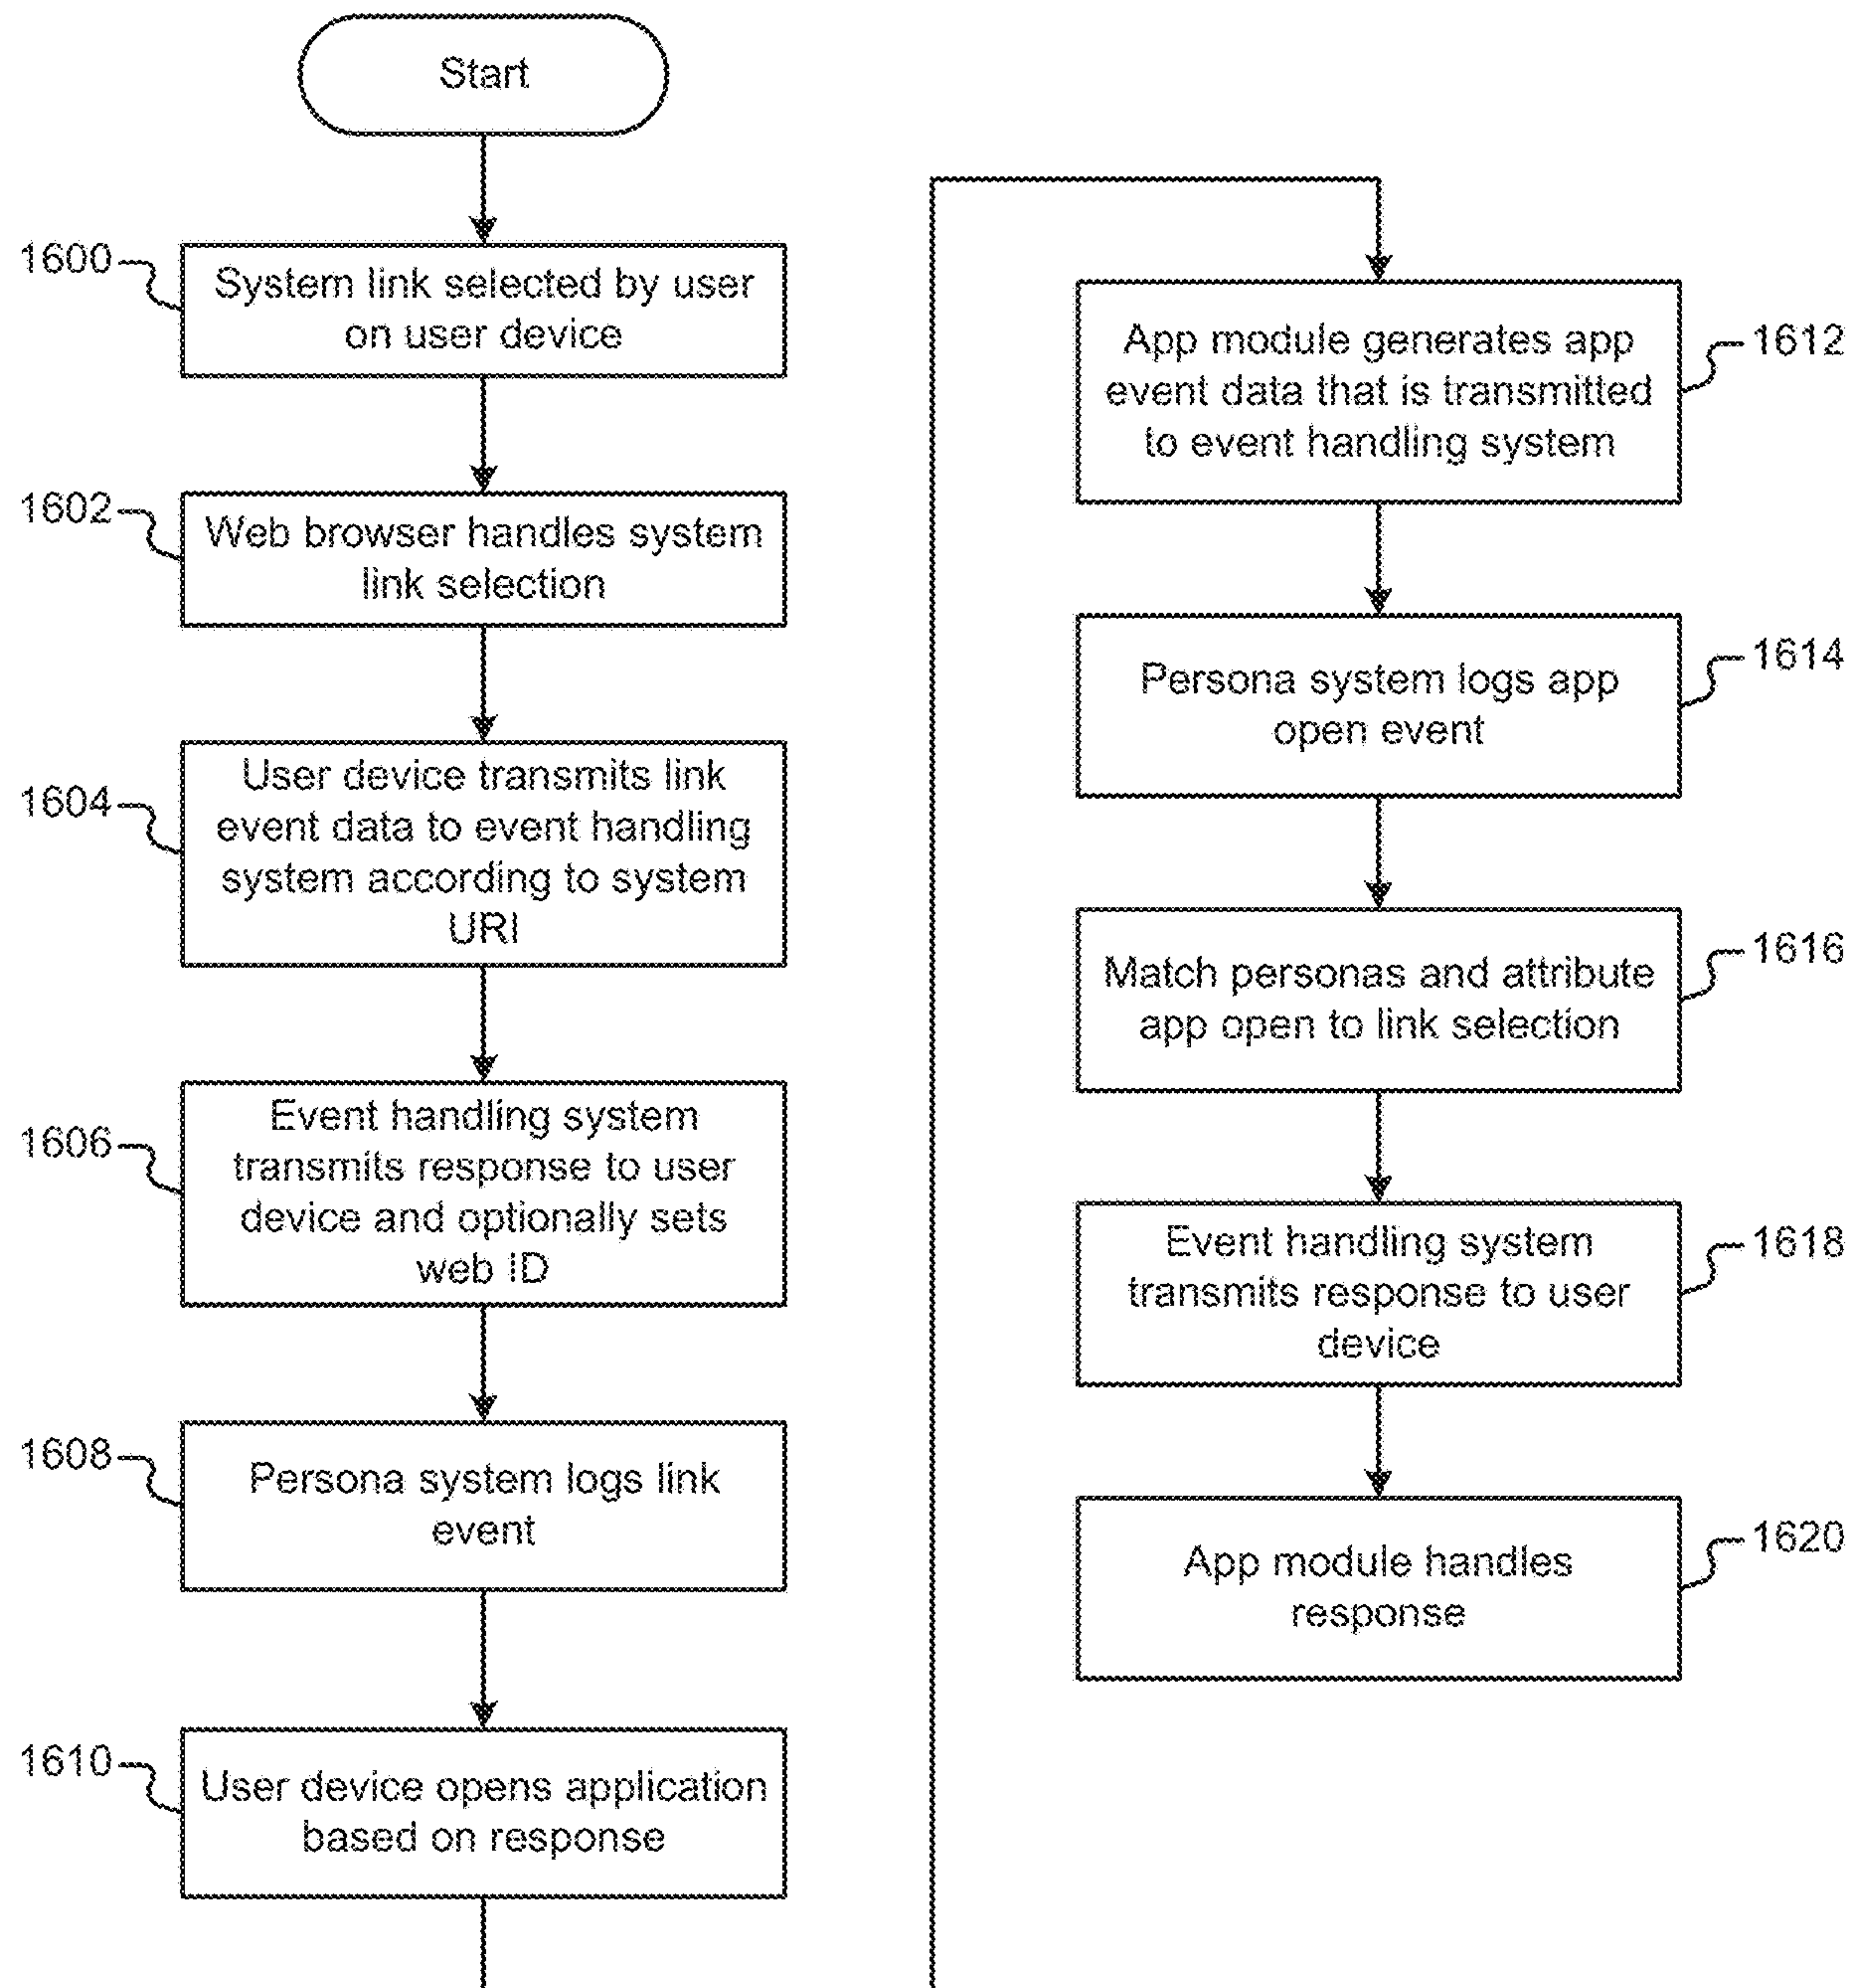 Start
1600
System link selected by user
on user device
1602
Web browser handles system
link selection
1604
User device transmits link
event data to event handling
system according to system
URI
1606
Event handling system
transmits response to user
device and optionally sets
web ID
1608
Persona system logs link
event
1610
User device opens application
based on response
App module generates app
event data that is transmitted
to event handling system
1612
Persona system logs app
open event
1614
Match personas and attribute
app open to link selection
1616
Event handling system
transmits response to user
device
1618
App module handles
response
1620